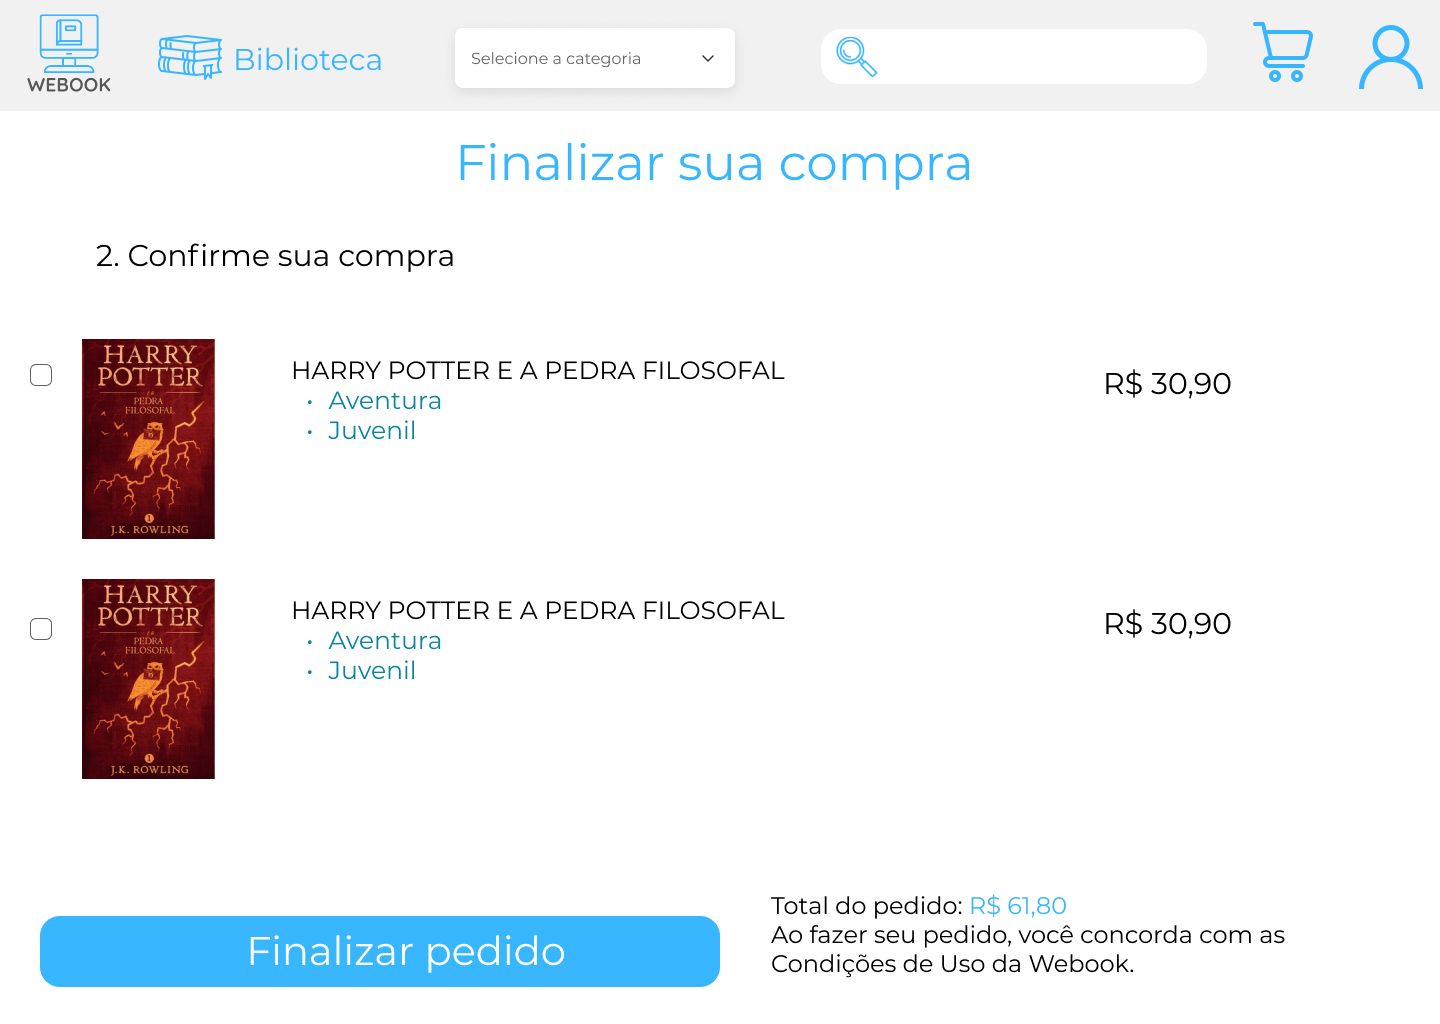 WEBOOK
Biblioteca
Selecione a categoria
Finalizar sua compra
2. Confirme sua compra
HARRY
POTTER
e a
PEDRA
FILOSOFAL
1
J.K. ROWLING
HARRY POTTER E A PEDRA FILOSOFAL
• Aventura
• Juvenil
R$ 30,90
HARRY
POTTER
e a
PEDRA
FILOSOFAL
1
J.K. ROWLING
HARRY POTTER E A PEDRA FILOSOFAL
• Aventura
• Juvenil
R$ 30,90
Finalizar pedido
Total do pedido: R$ 61,80
Ao fazer seu pedido, você concorda com as
Condições de Uso da Webook.